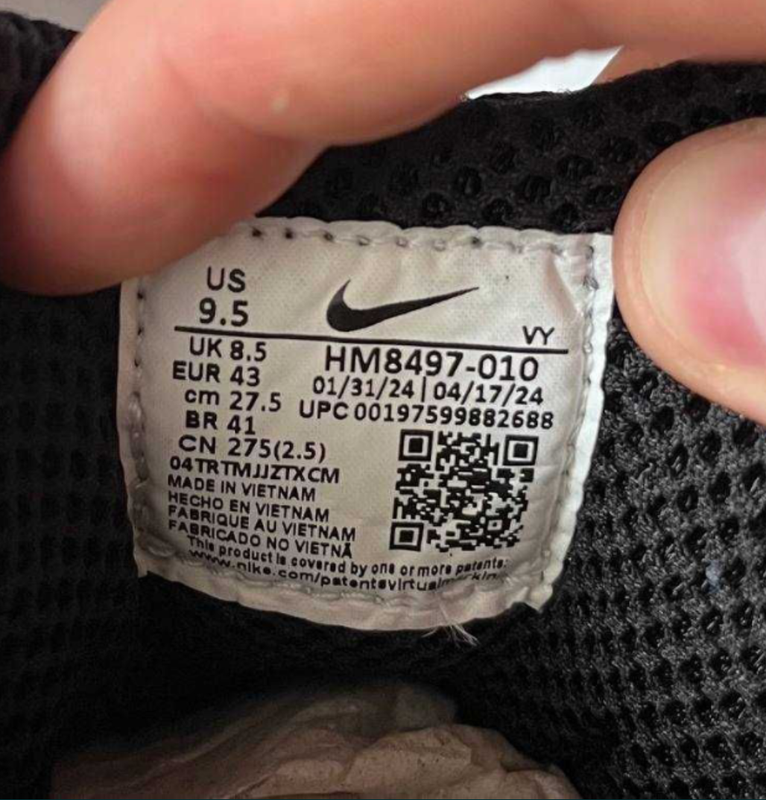 US
9.5
VY
UK 8.5
EUR 43
cm 27.5
BR 41
CN 275(2.5)
HM8497-010
01/31/24 | 04/17/24
UPC 00197599882688
04TRTMJJZTXCM
MADE IN VIETNAM
HECHO EN VIETNAM
FABRIQUE AU VIETNAM
FABRICADO NO VIETNÃ
This product is covered by one or more patents:
www.nike.com/patentsvirtualmarking